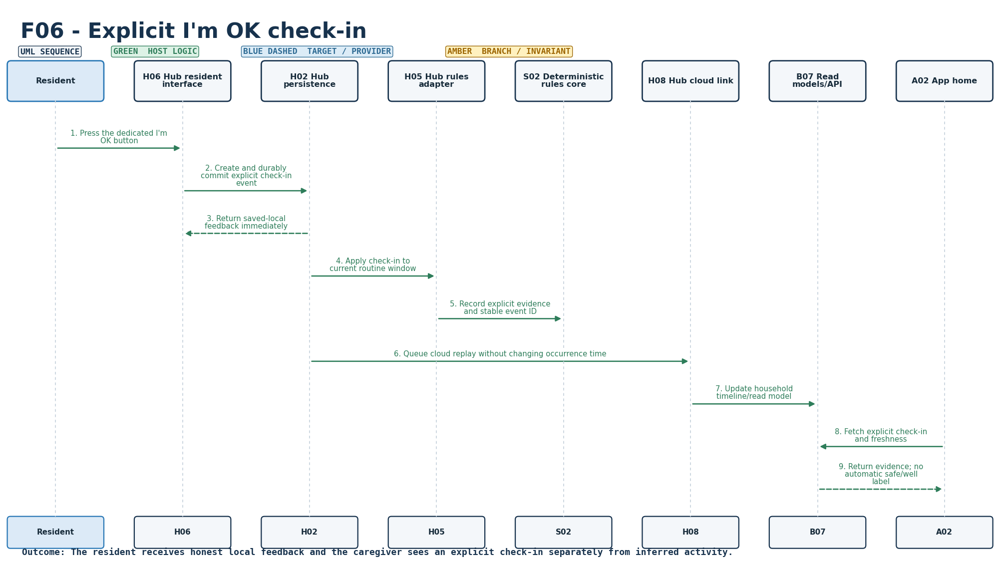 F06 - Explicit I'm OK check-in
UML SEQUENCE
GREEN  HOST LOGIC
BLUE DASHED  TARGET / PROVIDER
AMBER  BRANCH / INVARIANT
Resident
H06 Hub resident
interface
H02 Hub
persistence
H05 Hub rules
adapter
S02 Deterministic
rules core
H08 Hub cloud link
B07 Read
models/API
A02 App home
1. Press the dedicated I'm
OK button
2. Create and durably
commit explicit check-in
event
3. Return saved-local
feedback immediately
4. Apply check-in to
current routine window
5. Record explicit evidence
and stable event ID
6. Queue cloud replay without changing occurrence time
7. Update household
timeline/read model
8. Fetch explicit check-in
and freshness
9. Return evidence; no
automatic safe/well
label
Resident
H06
H02
H05
S02
H08
B07
A02
Outcome: The resident receives honest local feedback and the caregiver sees an explicit check-in separately from inferred activity.